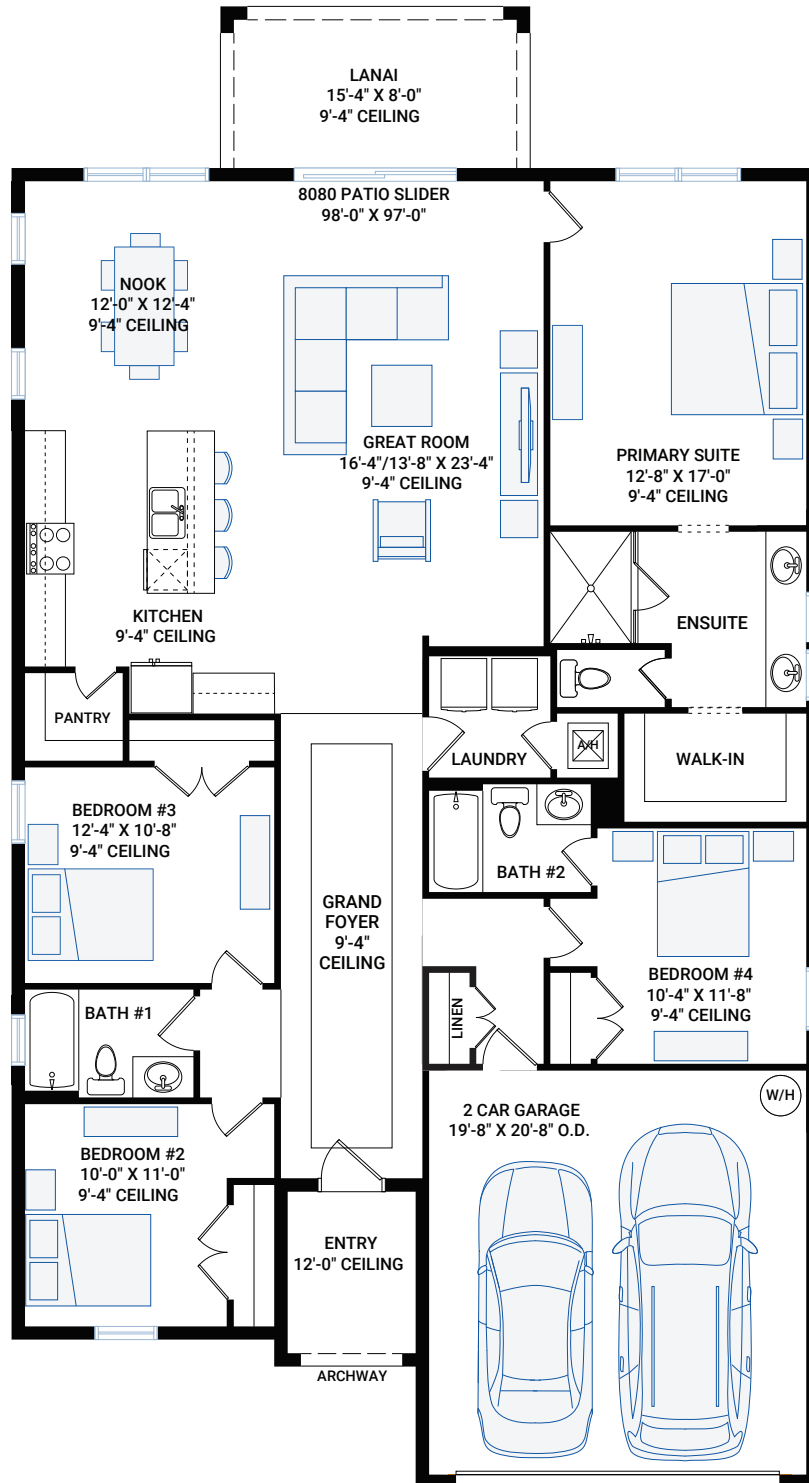 LANAI
15'-4" X 8'-0"
9'-4" CEILING
8080 PATIO SLIDER
98'-0" X 97'-0"
NOOK
12'-0" X 12'-4"
9'-4" CEILING
GREAT ROOM
16'-4"/13'-8" X 23'-4"
9'-4" CEILING
PRIMARY SUITE
12'-8" X 17'-0"
9'-4" CEILING
KITCHEN
9'-4" CEILING
ENSUITE
PANTRY
LAUNDRY
A/H
WALK-IN
BEDROOM #3
12'-4" X 10'-8"
9'-4" CEILING
BATH #2
GRAND
FOYER
9'-4"
CEILING
BEDROOM #4
10'-4" X 11'-8"
9'-4" CEILING
LINEN
BATH #1
W/H
2 CAR GARAGE
19'-8" X 20'-8" O.D.
BEDROOM #2
10'-0" X 11'-0"
9'-4" CEILING
ENTRY
12'-0" CEILING
ARCHWAY